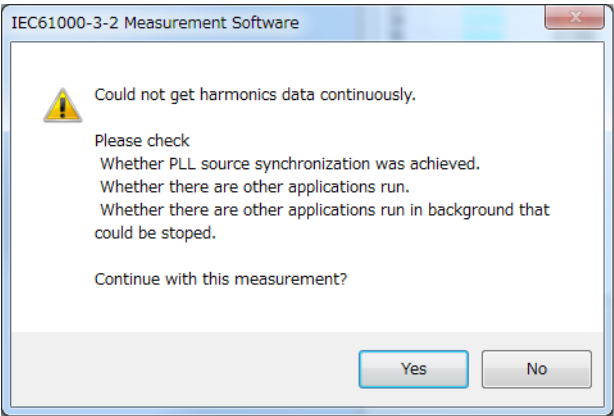 IEC61000-3-2 Measurement Software
Could not get harmonics data continuously.
Please check
Whether PLL source synchronization was achieved.
Whether there are other applications run.
Whether there are other applications run in background that
could be stoped.
Continue with this measurement?
Yes
No